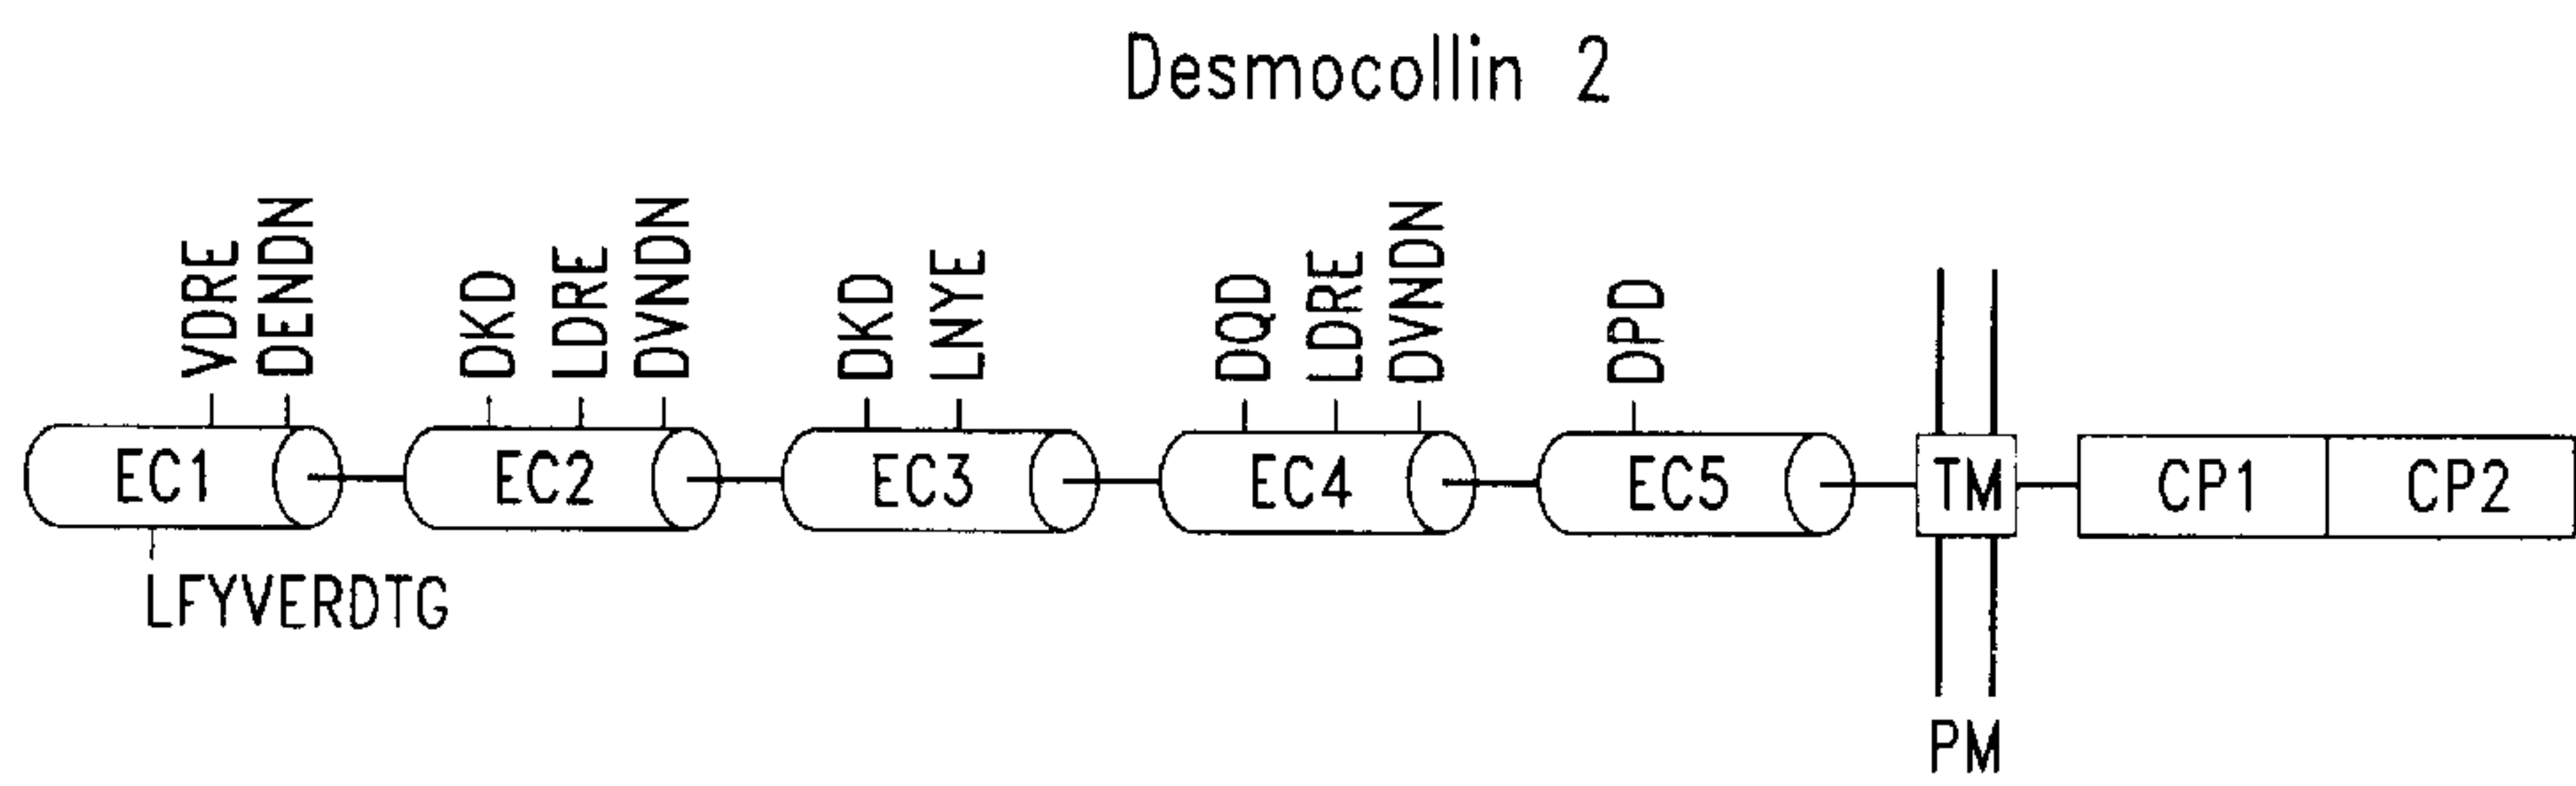 Desmocollin 2
VDRE
DENDN
DKD
LDRE
DVNDN
DKD
LNYE
DQD
LDRE
DVNDN
DPD
EC1
EC2
EC3
EC4
EC5
TM
CP1
CP2
LFYVERDTG
PM